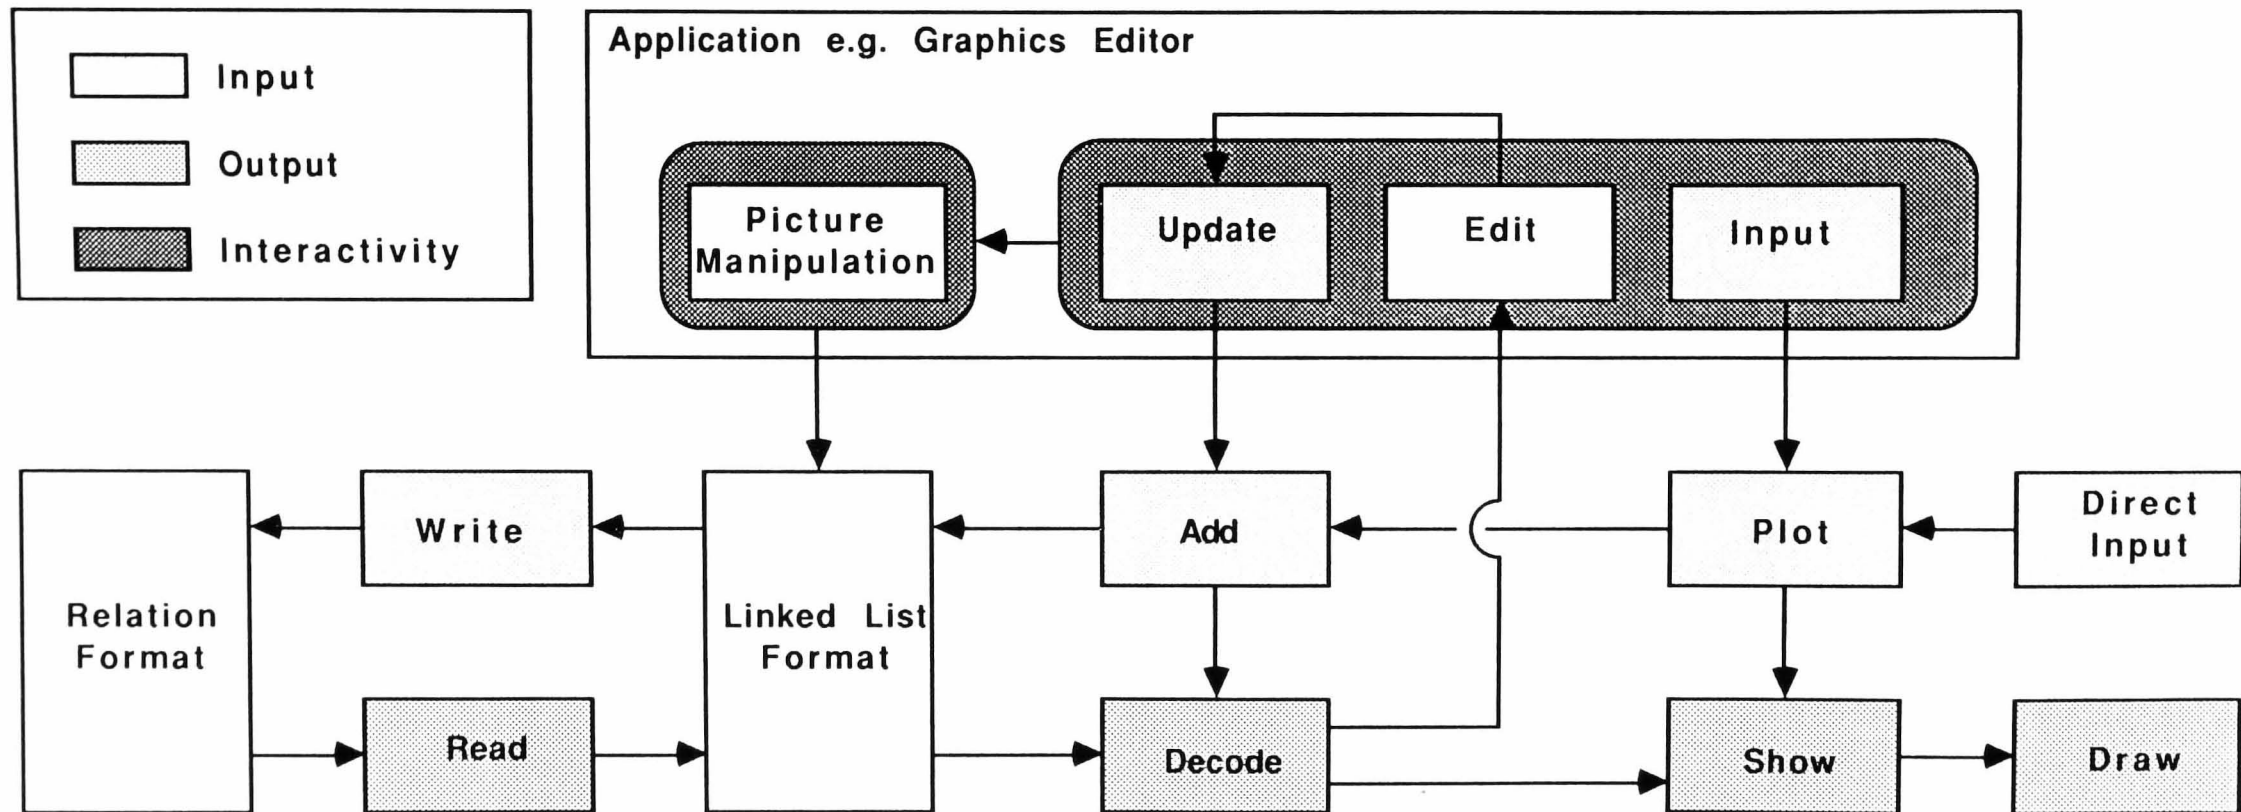 Input
Output
Interactivity
Application e.g. Graphics Editor
Picture
Manipulation
Update
Edit
Input
Relation
Format
Write
Read
Linked List
Format
Add
Decode
Plot
Show
Direct
Input
Draw